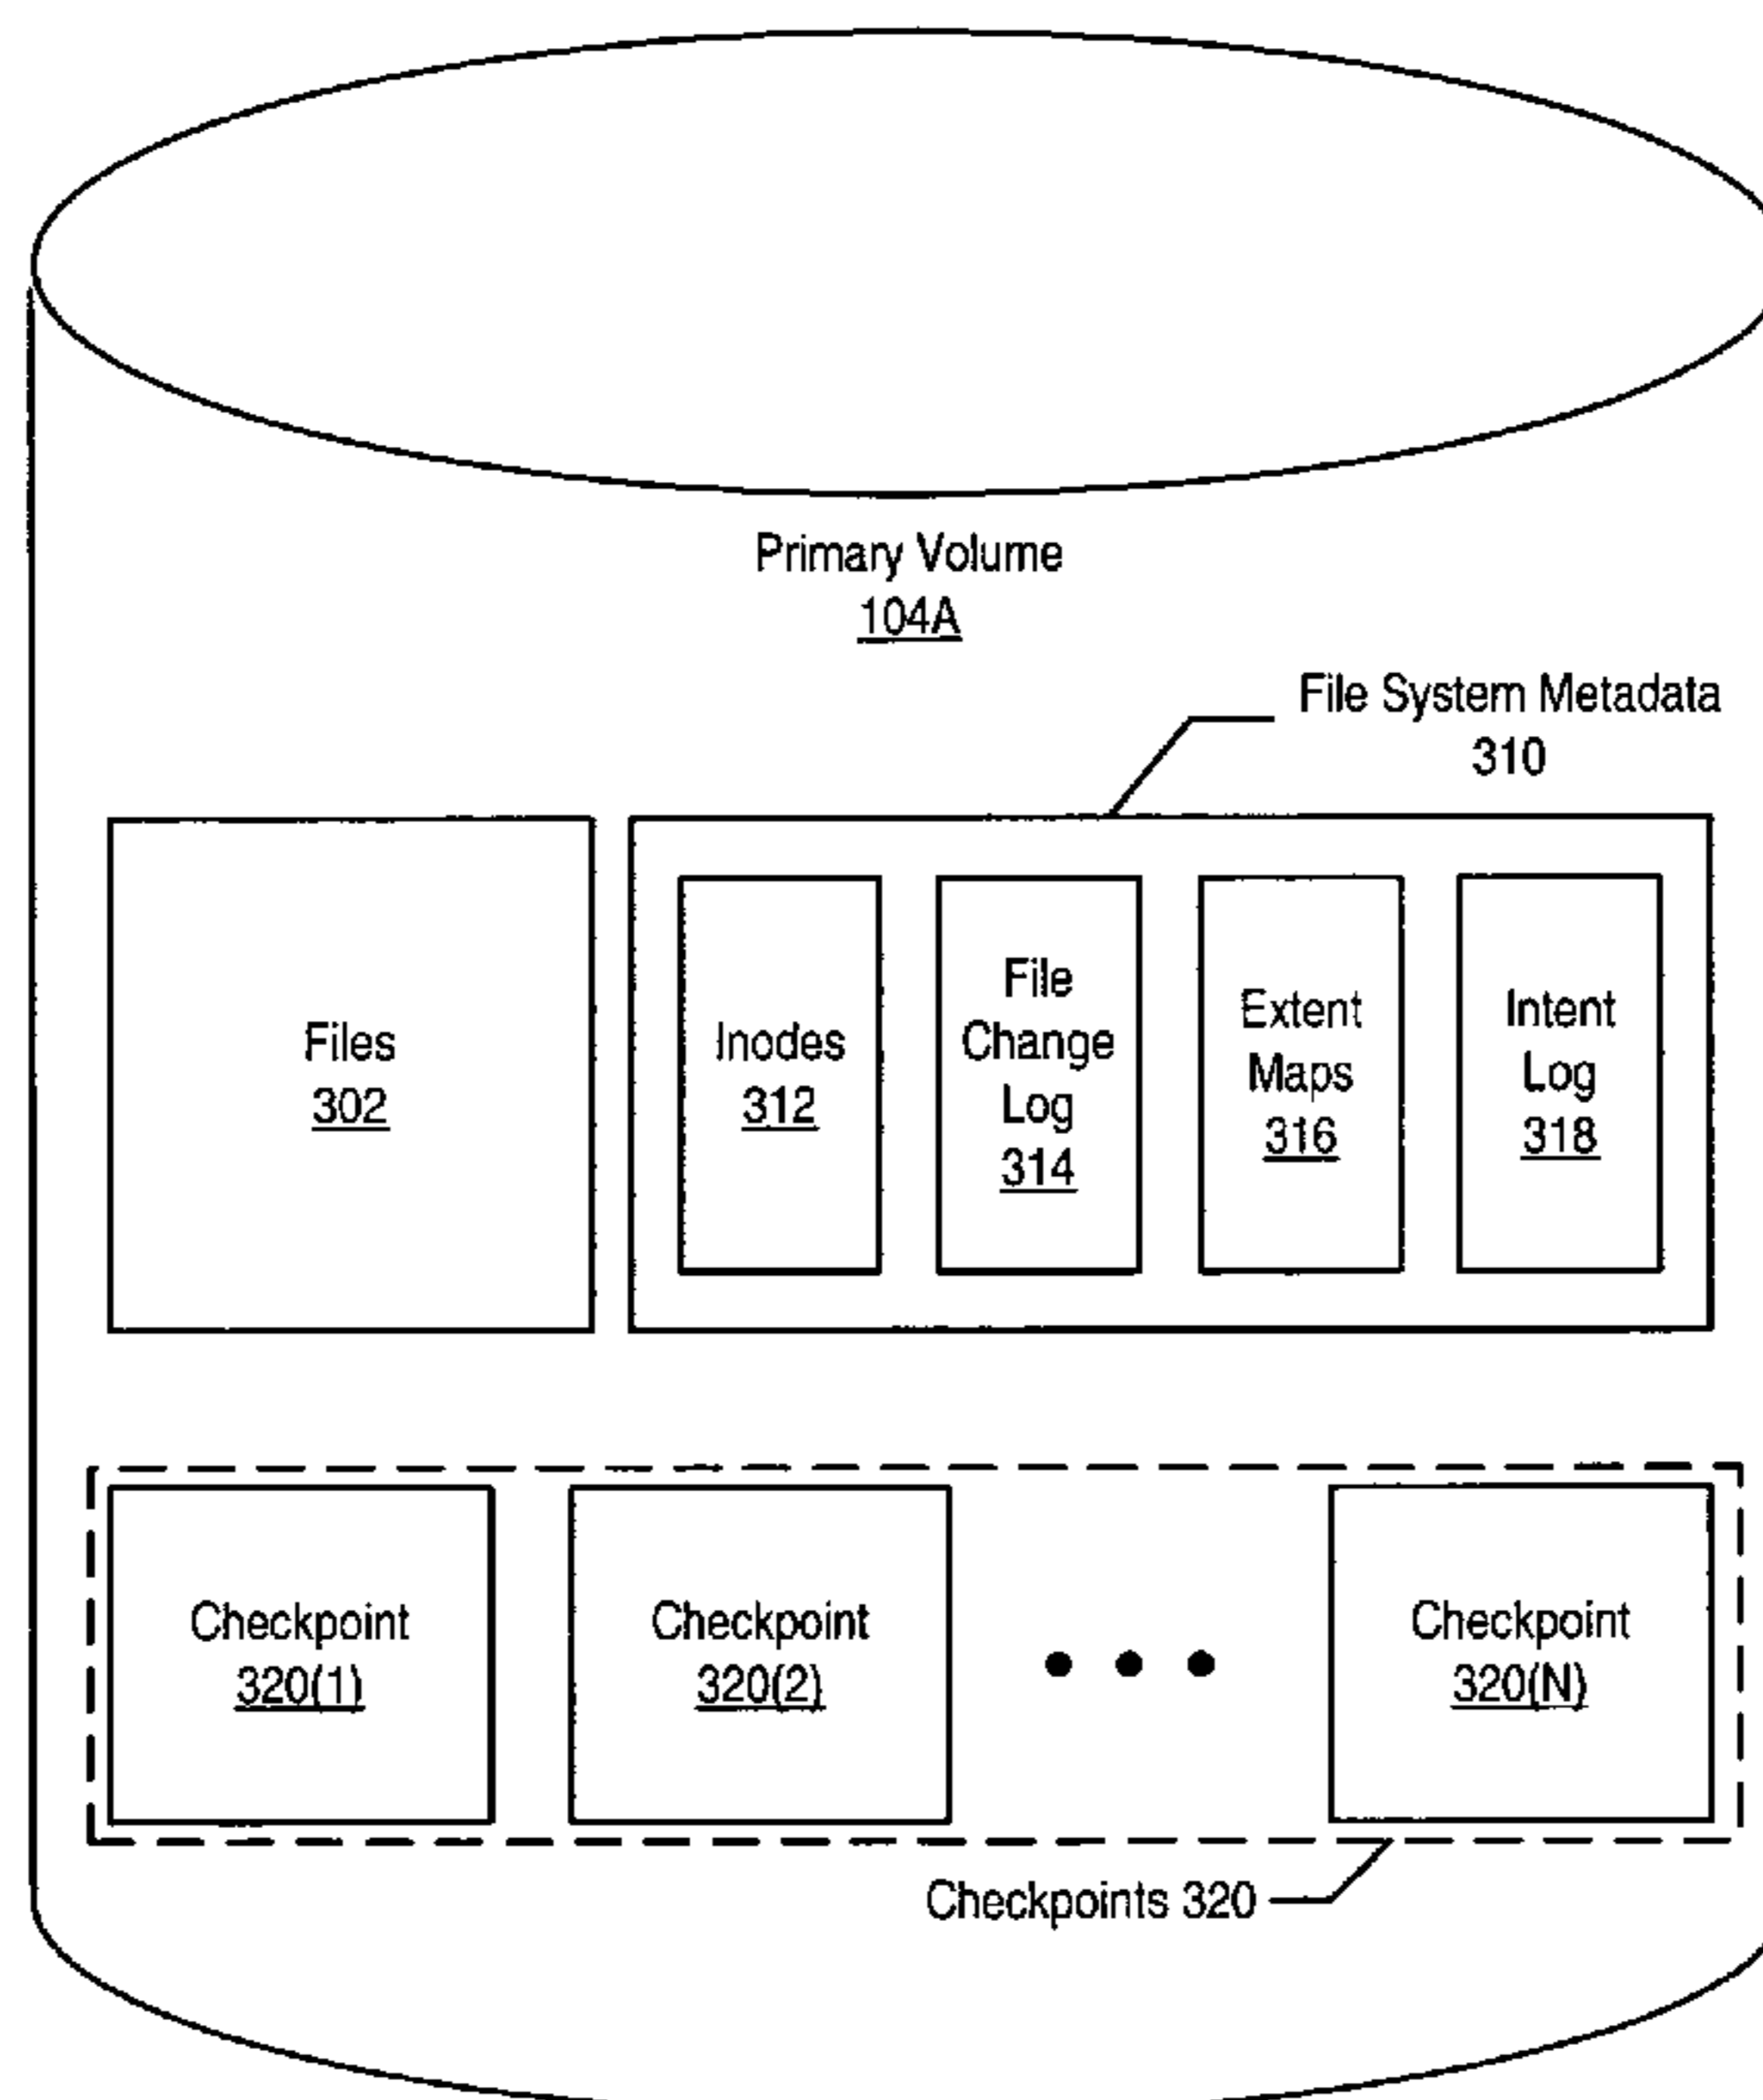 Primary Volume
104A
File System Metadata
310
Files
302
Inodes
312
File
Change
Log
314
Extent
Maps
316
Intent
Log
318
Checkpoint
320(1)
Checkpoint
320(2)
Checkpoint
320(N)
Checkpoints 320